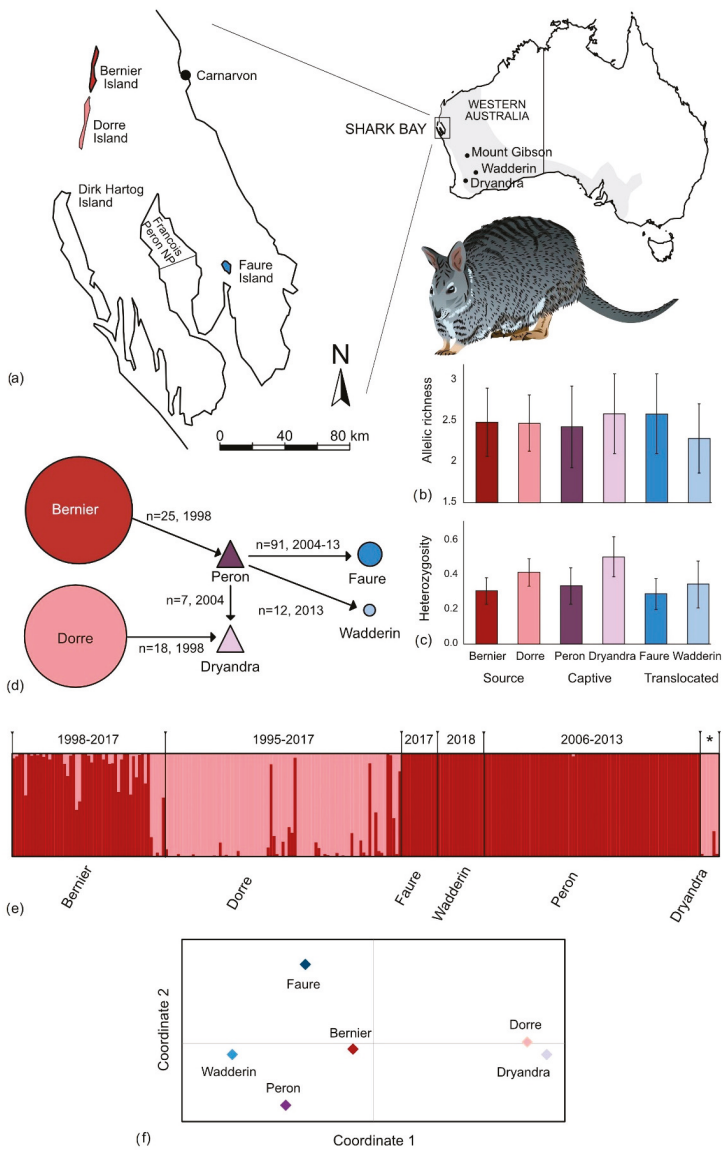 Bernier
Island
Dorre
Island
Carnarvon
Dirk Hartog
Island
Francois
Peron NP
Faure
Island
N
0 40 80 km
(a)
WESTERN
AUSTRALIA
SHARK BAY
Mount Gibson
Wadderin
Dryandra
Allelic richness
3
2.5
2
1.5
(b)
Heterozygosity
0.6
0.4
0.2
0.0
(c)
Bernier Dorre Peron Dryandra Faure Wadderin
Source Captive Translocated
Bernier
n=25, 1998
n=91, 2004-13
Peron
Faure
n=7, 2004
n=12, 2013
Wadderin
Dorre
n=18, 1998
Dryandra
(d)
1998-2017 1995-2017 2017 2018 2006-2013 *
Bernier Dorre Faure Wadderin Peron Dryandra
(e)
Coordinate 2
Faure
Bernier
Dorre
Wadderin
Dryandra
Peron
(f)
Coordinate 1